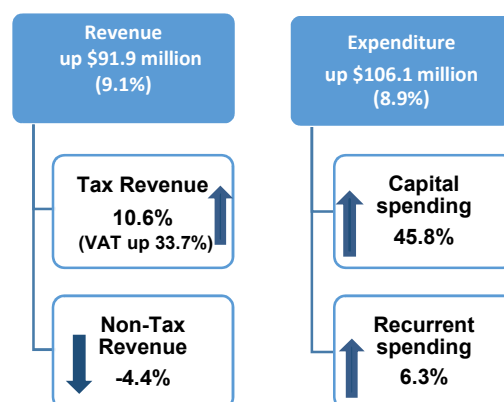 Revenue
up $91.9 million
(9.1%)
Tax Revenue
10.6%
(VAT up 33.7%)
Non-Tax
Revenue
-4.4%
Expenditure
up $106.1 million
(8.9%)
Capital
spending
45.8%
Recurrent
spending
6.3%